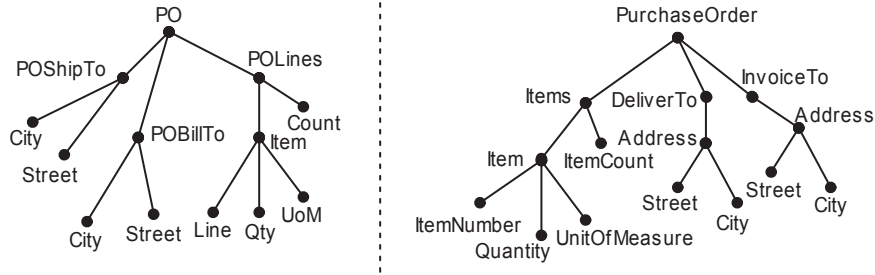 PO
POShipTo
POLines
City
Street
POBillTo
Count
Item
City
Street
Line
Qty
UoM
PurchaseOrder
Items
DeliverTo
InvoiceTo
Address
Address
Item
ItemCount
Street
City
Street
City
ItemNumber
Quantity
UnitOfMeasure